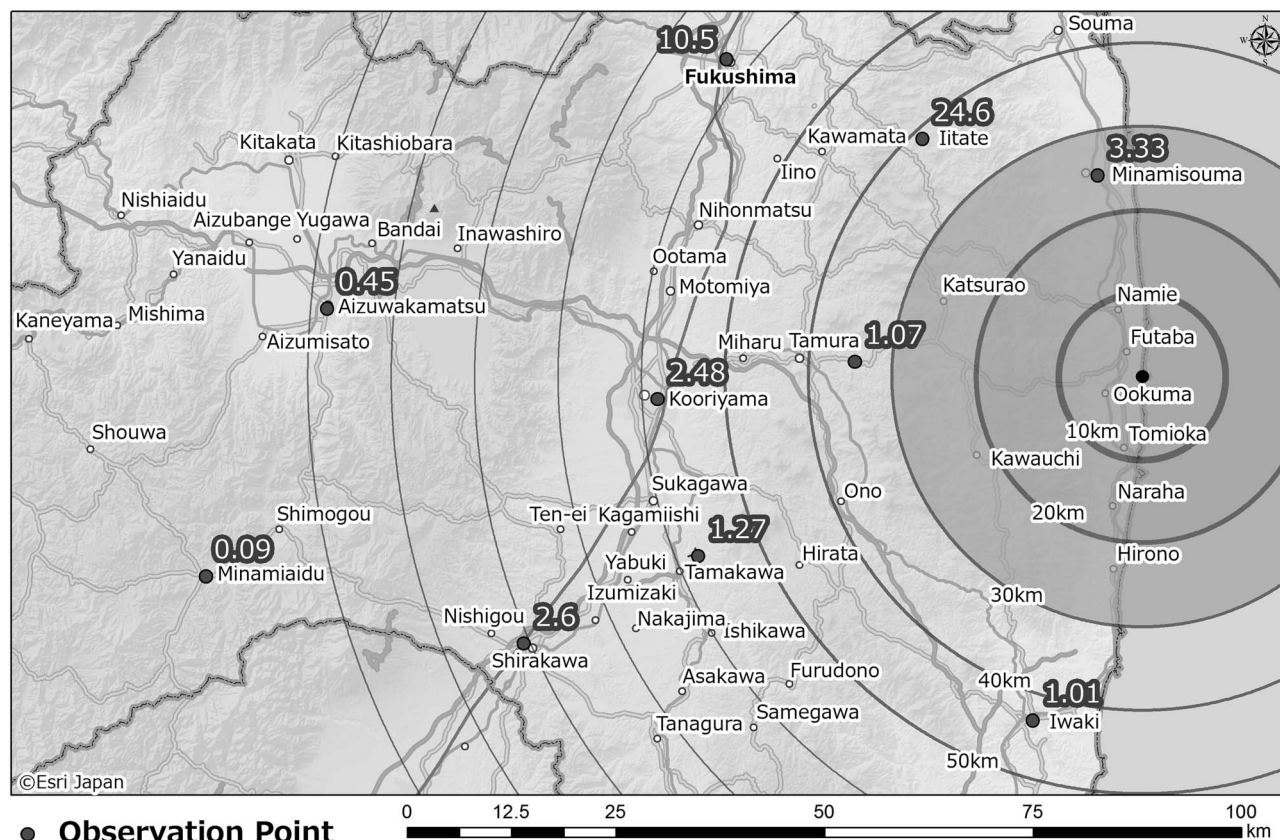 Souma
N
W
S
10.5
Fukushima
24.6
Iitate
Kawamata
3.33
Minamisouma
Kitakata
Kitashiobara
Iino
Nishiaidu
Aizubange
Yugawa
Bandai
Inawashiro
Nihonmatsu
Yanaidu
Ootama
Motomiya
Katsurao
Namie
0.45
Aizuwakamatsu
Kaneyama
Mishima
Aizumisato
Miharu
Tamura
1.07
Futaba
2.48
Kooriyama
Ookuma
Shouwa
10km
Tomioka
Kawauchi
Sukagawa
Ono
Naraha
Shimogou
Ten-ei
Kagamiishi
20km
1.27
Hirata
Hirono
0.09
Minamiaidu
Yabuki
Tamakawa
Izumizaki
30km
Nishigou
2.6
Nakajima
Ishikawa
Shirakawa
Asakawa
Furudono
40km
1.01
Iwaki
Tanagura
Samegawa
50km
©Esri Japan
0 12.5 25 50 75 100
km
Observation Point